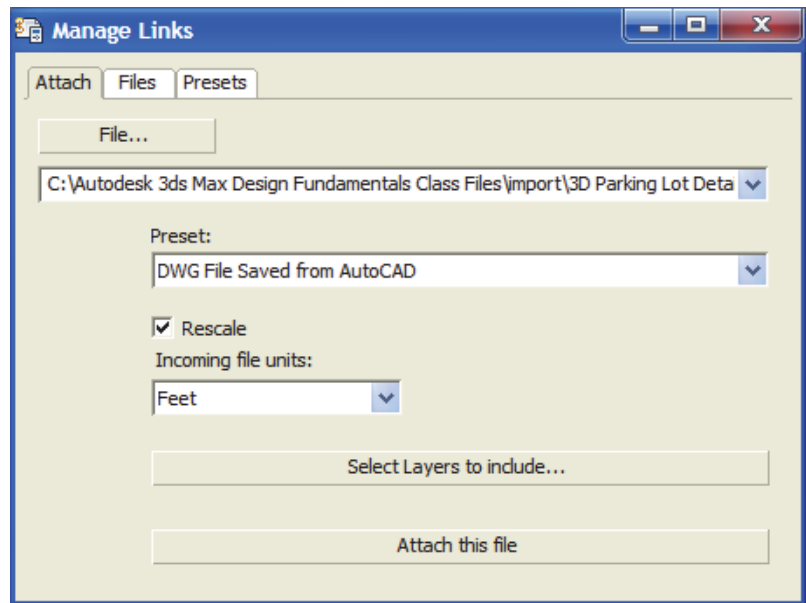 Manage Links
Attach Files Presets
File...
C:\Autodesk 3ds Max Design Fundamentals Class Files\import\3D Parking Lot Deta
Preset:
DWG File Saved from AutoCAD
Rescale
Incoming file units:
Feet
Select Layers to include...
Attach this file